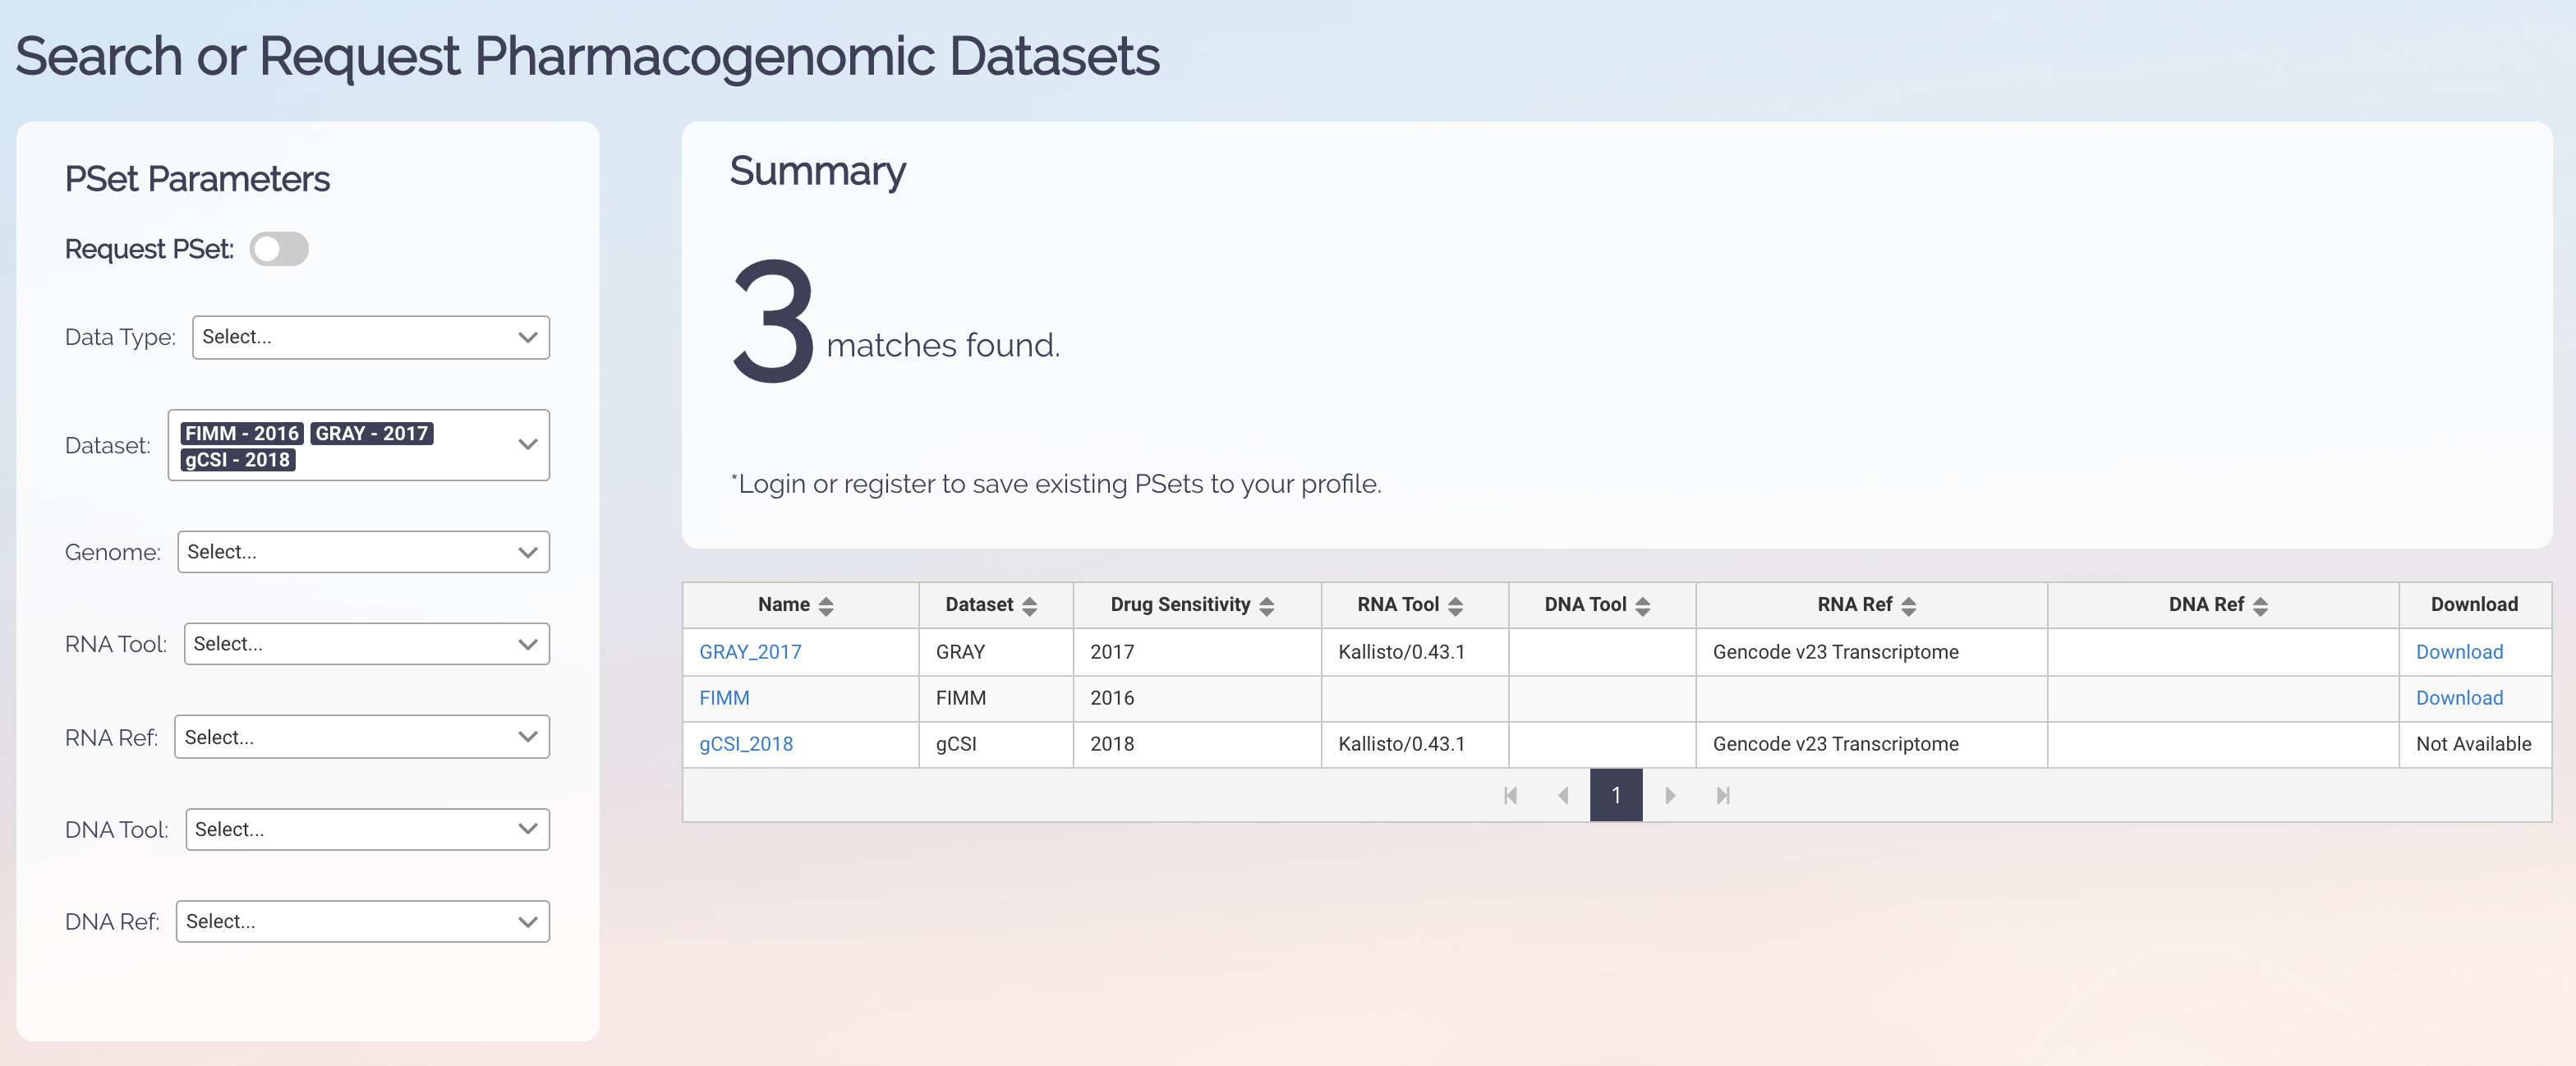 Search or Request Pharmacogenomic Datasets
PSet Parameters
Request PSet:
Data Type: Select...
Dataset: FIMM - 2016 GRAY - 2017
gCSI - 2018
Genome: Select...
RNA Tool: Select...
RNA Ref: Select...
DNA Tool: Select...
DNA Ref: Select...
Summary
3 matches found.
*Login or register to save existing PSets to your profile.
Name Dataset Drug Sensitivity RNA Tool DNA Tool RNA Ref DNA Ref Download
GRAY_2017 GRAY 2017 Kallisto/0.43.1 Gencode v23 Transcriptome Download
FIMM FIMM 2016 Download
gCSI_2018 gCSI 2018 Kallisto/0.43.1 Gencode v23 Transcriptome Not Available
1